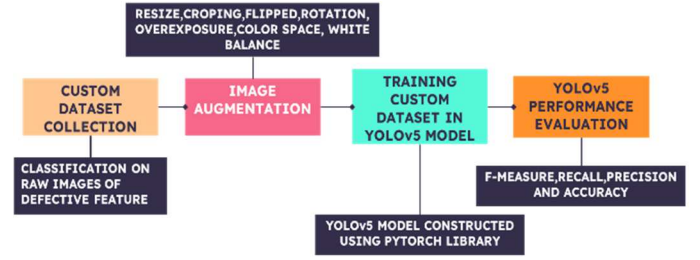 RESIZE,CROPING,FLIPPED,ROTATION,
OVEREXPOSURE,COLOR SPACE, WHITE
BALANCE
CUSTOM
DATASET
COLLECTION
IMAGE
AUGMENTATION
TRAINING
CUSTOM
DATASET IN
YOLOv5 MODEL
YOLOv5
PERFORMANCE
EVALUATION
CLASSIFICATION ON
RAW IMAGES OF
DEFECTIVE FEATURE
YOLOv5 MODEL CONSTRUCTED
USING PYTORCH LIBRARY
F-MEASURE,RECALL,PRECISION
AND ACCURACY